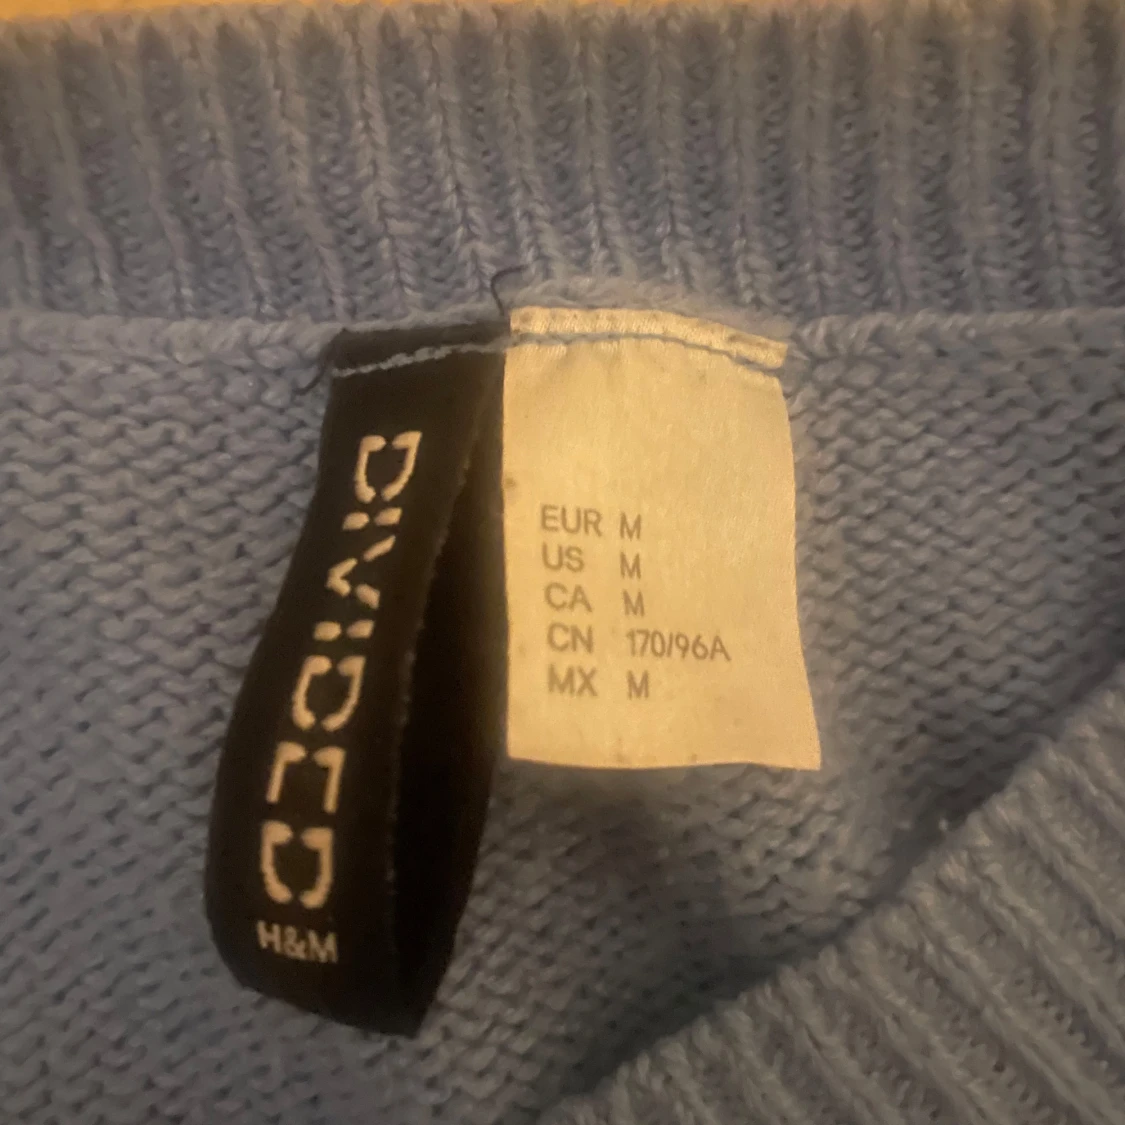 DIVIDED
H&M
EUR M
US M
CA M
CN 170/96A
MX M